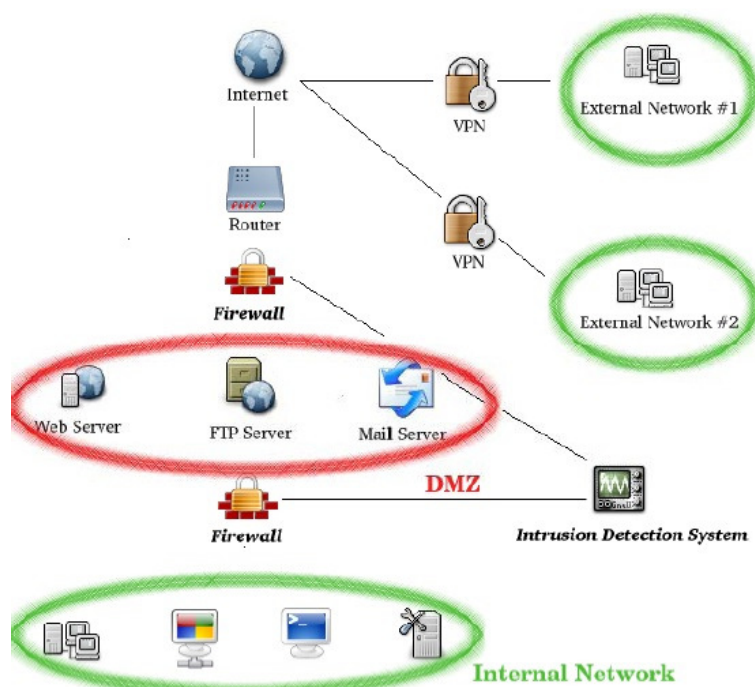 Internet
VPN
External Network #1
Router
VPN
Firewall
External Network #2
Web Server
FTP Server
Mail Server
DMZ
Firewall
Intrusion Detection System
>_
Internal Network